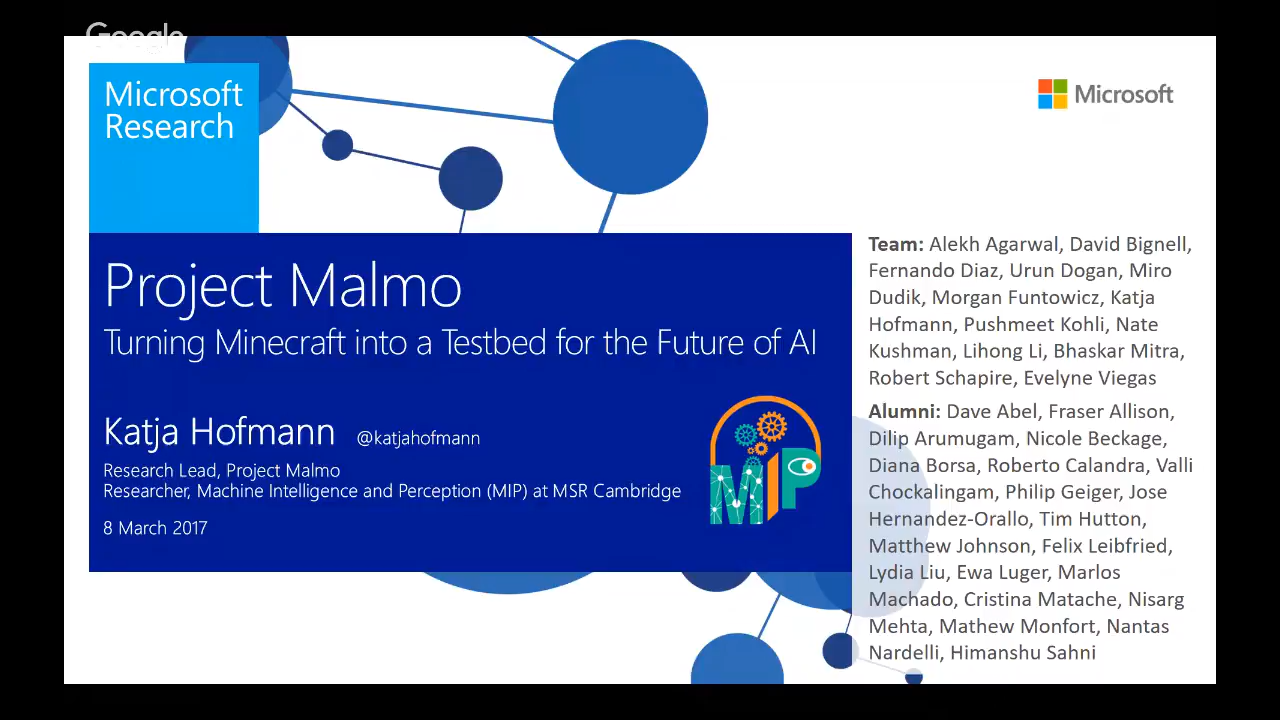 Google
Microsoft
Research
Microsoft
Project Malmo
Turning Minecraft into a Testbed for the Future of AI
Katja Hofmann @katjahofmann
Research Lead, Project Malmo
Researcher, Machine Intelligence and Perception (MIP) at MSR Cambridge
8 March 2017
MIP
Team: Alekh Agarwal, David Bignell,
Fernando Diaz, Urun Dogan, Miro
Dudik, Morgan Funtowicz, Katja
Hofmann, Pushmeet Kohli, Nate
Kushman, Lihong Li, Bhaskar Mitra,
Robert Schapire, Evelyne Viegas
Alumni: Dave Abel, Fraser Allison,
Dilip Arumugam, Nicole Beckage,
Diana Borsa, Roberto Calandra, Valli
Chockalingam, Philip Geiger, Jose
Hernandez-Orallo, Tim Hutton,
Matthew Johnson, Felix Leibfried,
Lydia Liu, Ewa Luger, Marlos
Machado, Cristina Matache, Nisarg
Mehta, Mathew Monfort, Nantas
Nardelli, Himanshu Sahni